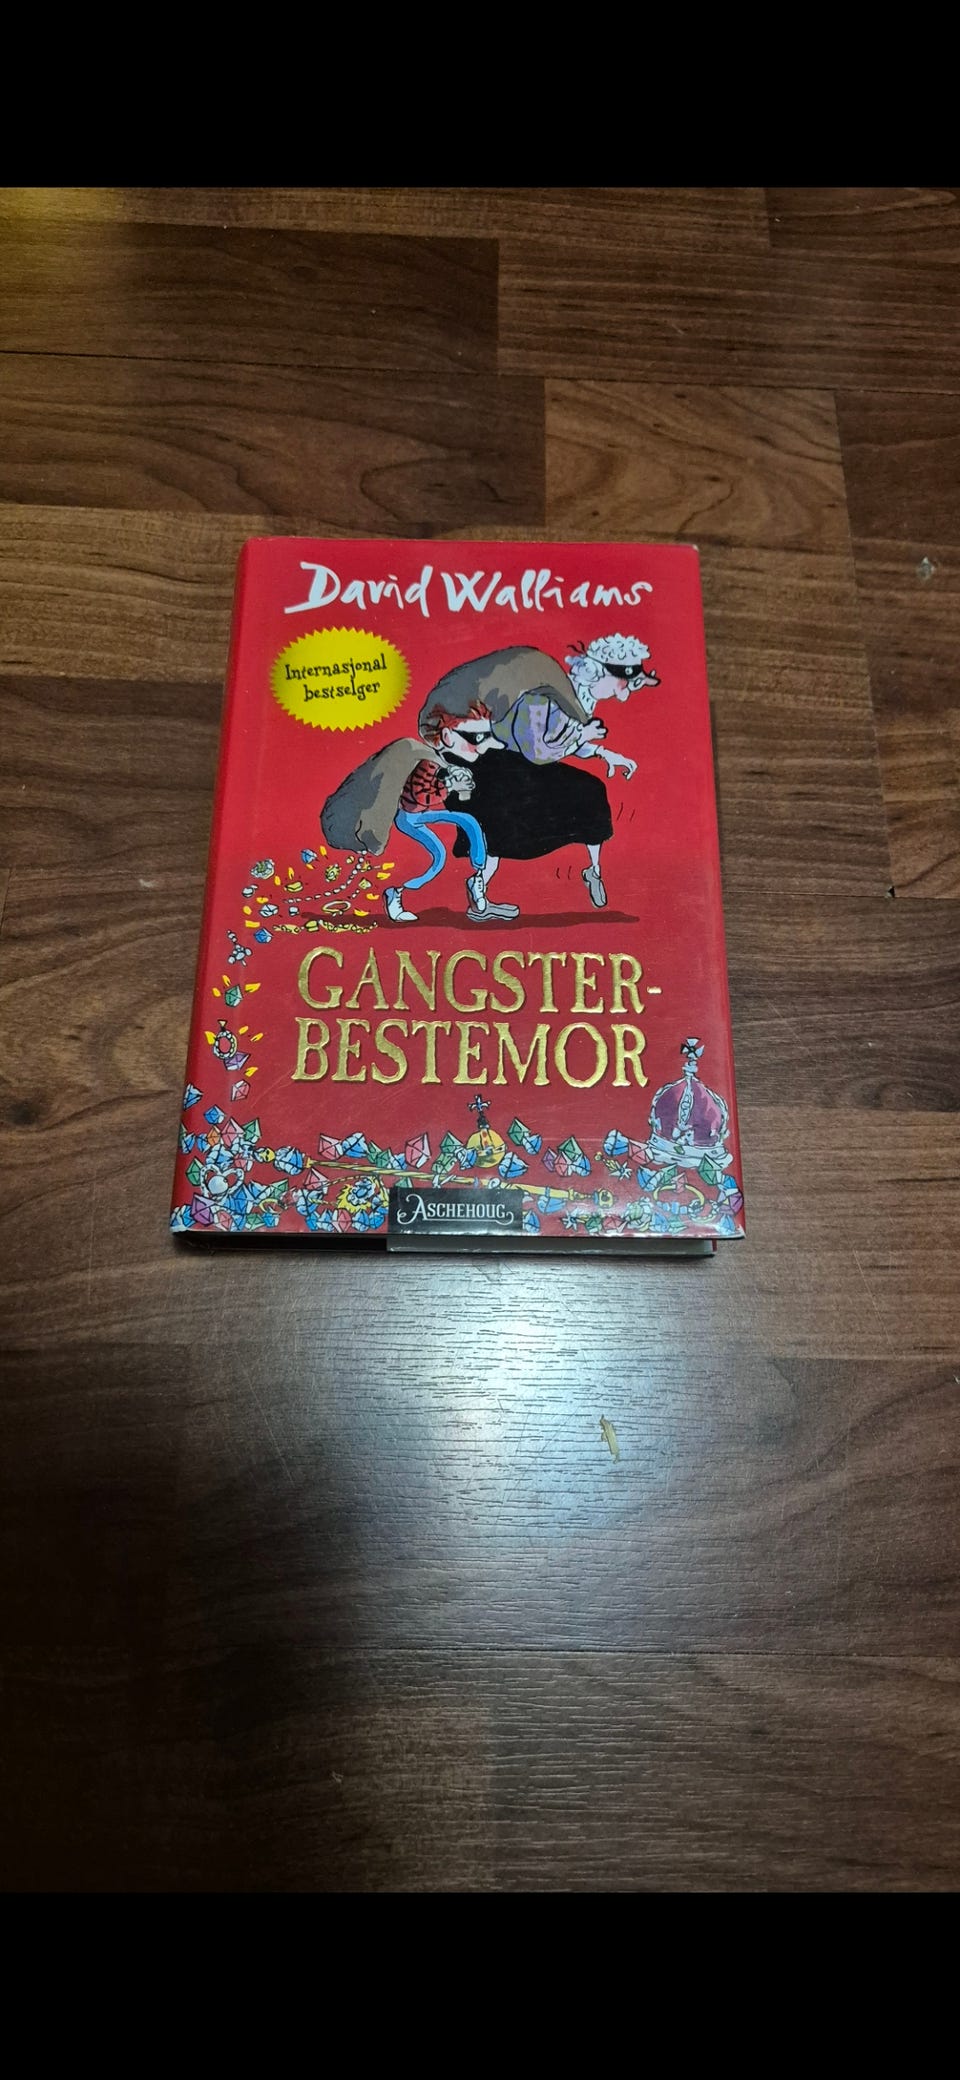 David Walliams
Internasjonal
bestselger
GANGSTER-
BESTEMOR
ASCHEHOUG